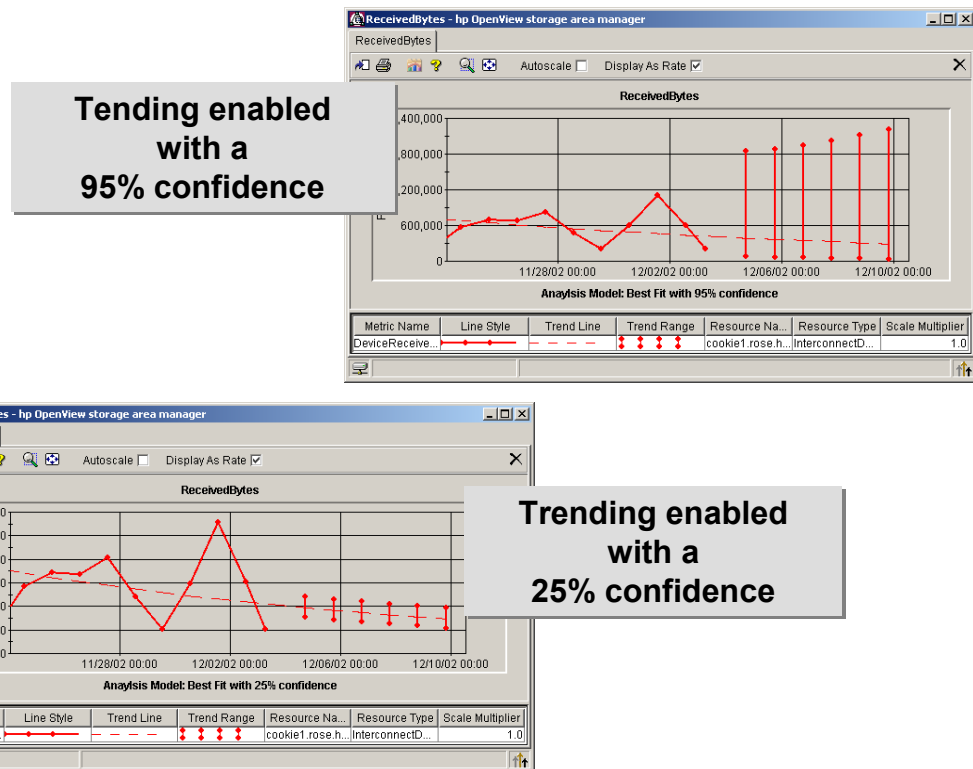 ReceivedBytes - hp OpenView storage area manager
ReceivedBytes
Autoscale
Display As Rate
Tending enabled
with a
95% confidence
ReceivedBytes
,400,000
,800,000
,200,000
600,000
0
11/28/02 00:00 12/02/02 00:00 12/06/02 00:00 12/10/02 00:00
Anaylsis Model: Best Fit with 95% confidence
Metric Name Line Style Trend Line Trend Range Resource Na... Resource Type Scale Multiplier
DeviceReceive... cookie1.rose.h... InterconnectD... 1.0
es - hp OpenView storage area manager
Autoscale
Display As Rate
ReceivedBytes
0
0
0
0
0
0
0
11/28/02 00:00 12/02/02 00:00 12/06/02 00:00 12/10/02 00:00
Anaylsis Model: Best Fit with 25% confidence
Line Style Trend Line Trend Range Resource Na... Resource Type Scale Multiplier
cookie1.rose.h... InterconnectD... 1.0
Trending enabled
with a
25% confidence